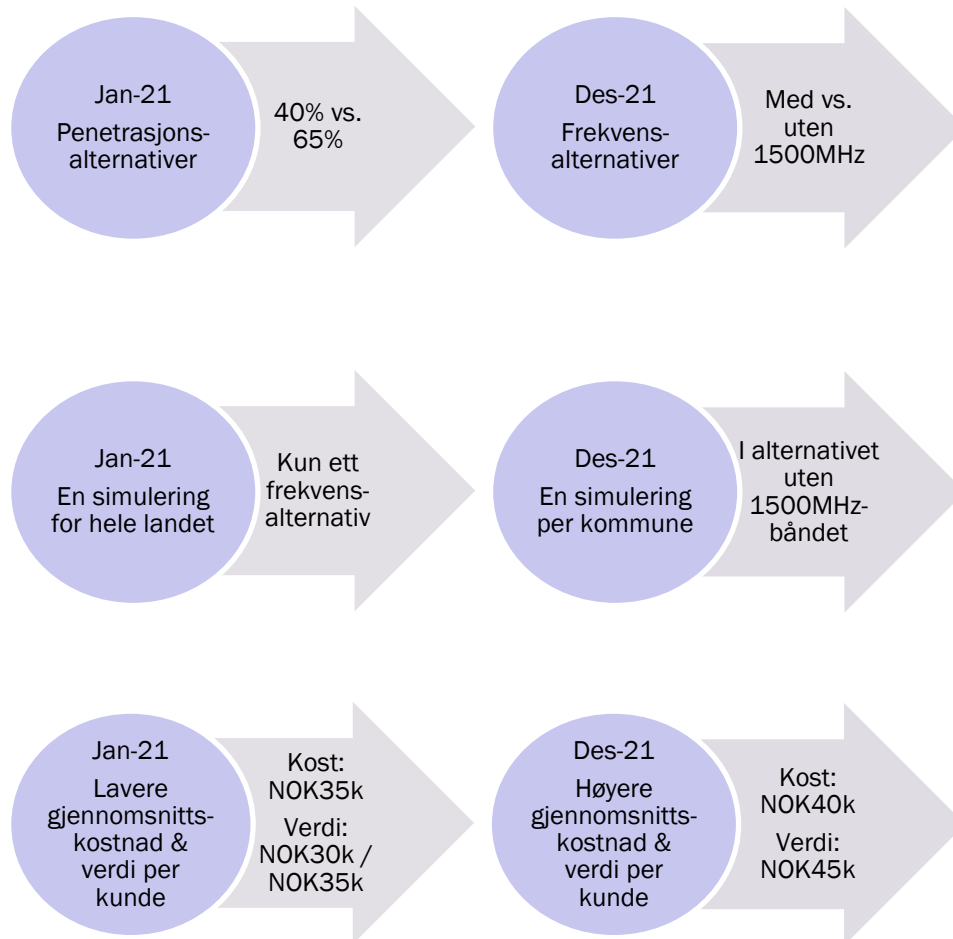 Jan-21
Penetrasjons-
alternativer
40% vs.
65%
Des-21
Frekvens-
alternativer
Med vs.
uten
1500MHz
Jan-21
En simulering
for hele landet
Kun ett
frekvens-
alternativ
Des-21
En simulering
per kommune
I alternativet
uten
1500MHz-
båndet
Jan-21
Lavere
gjennomsnitts-
kostnad &
verdi per
kunde
Kost:
NOK35k
Verdi:
NOK30k /
NOK35k
Des-21
Høyere
gjennomsnitts-
kostnad &
verdi per
kunde
Kost:
NOK40k
Verdi:
NOK45k